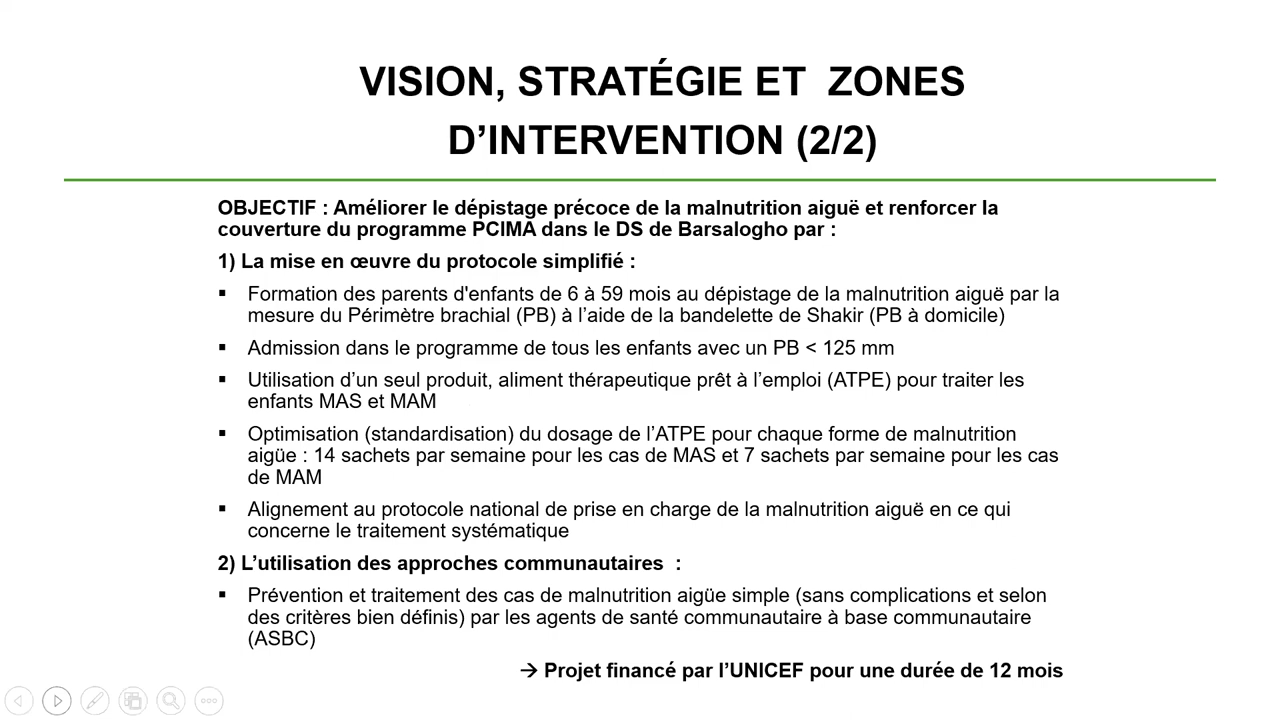 VISION, STRATÉGIE ET  ZONES
D’INTERVENTION (2/2)
OBJECTIF : Améliorer le dépistage précoce de la malnutrition aiguë et renforcer la
couverture du programme PCIMA dans le DS de Barsalogho par :
1) La mise en œuvre du protocole simplifié :
▪ Formation des parents d'enfants de 6 à 59 mois au dépistage de la malnutrition aiguë par la
mesure du Périmètre brachial (PB) à l’aide de la bandelette de Shakir (PB à domicile)
▪ Admission dans le programme de tous les enfants avec un PB < 125 mm
▪ Utilisation d’un seul produit, aliment thérapeutique prêt à l’emploi (ATPE) pour traiter les
enfants MAS et MAM
▪ Optimisation (standardisation) du dosage de l’ATPE pour chaque forme de malnutrition
aigüe : 14 sachets par semaine pour les cas de MAS et 7 sachets par semaine pour les cas
de MAM
▪ Alignement au protocole national de prise en charge de la malnutrition aiguë en ce qui
concerne le traitement systématique
2) L’utilisation des approches communautaires  :
▪ Prévention et traitement des cas de malnutrition aigüe simple (sans complications et selon
des critères bien définis) par les agents de santé communautaire à base communautaire
(ASBC)
→ Projet financé par l’UNICEF pour une durée de 12 mois